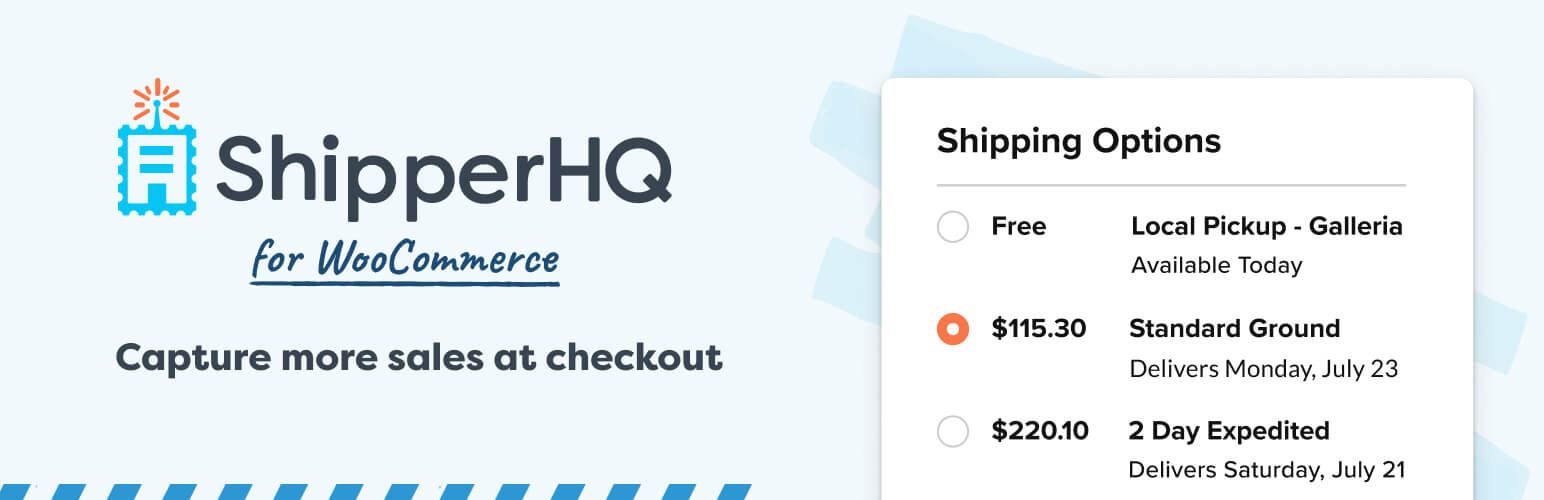 ShipperHQ
for WooCommerce
Capture more sales at checkout
Shipping Options
Free Local Pickup - Galleria
Available Today
$115.30 Standard Ground
Delivers Monday, July 23
$220.10 2 Day Expedited
Delivers Saturday, July 21